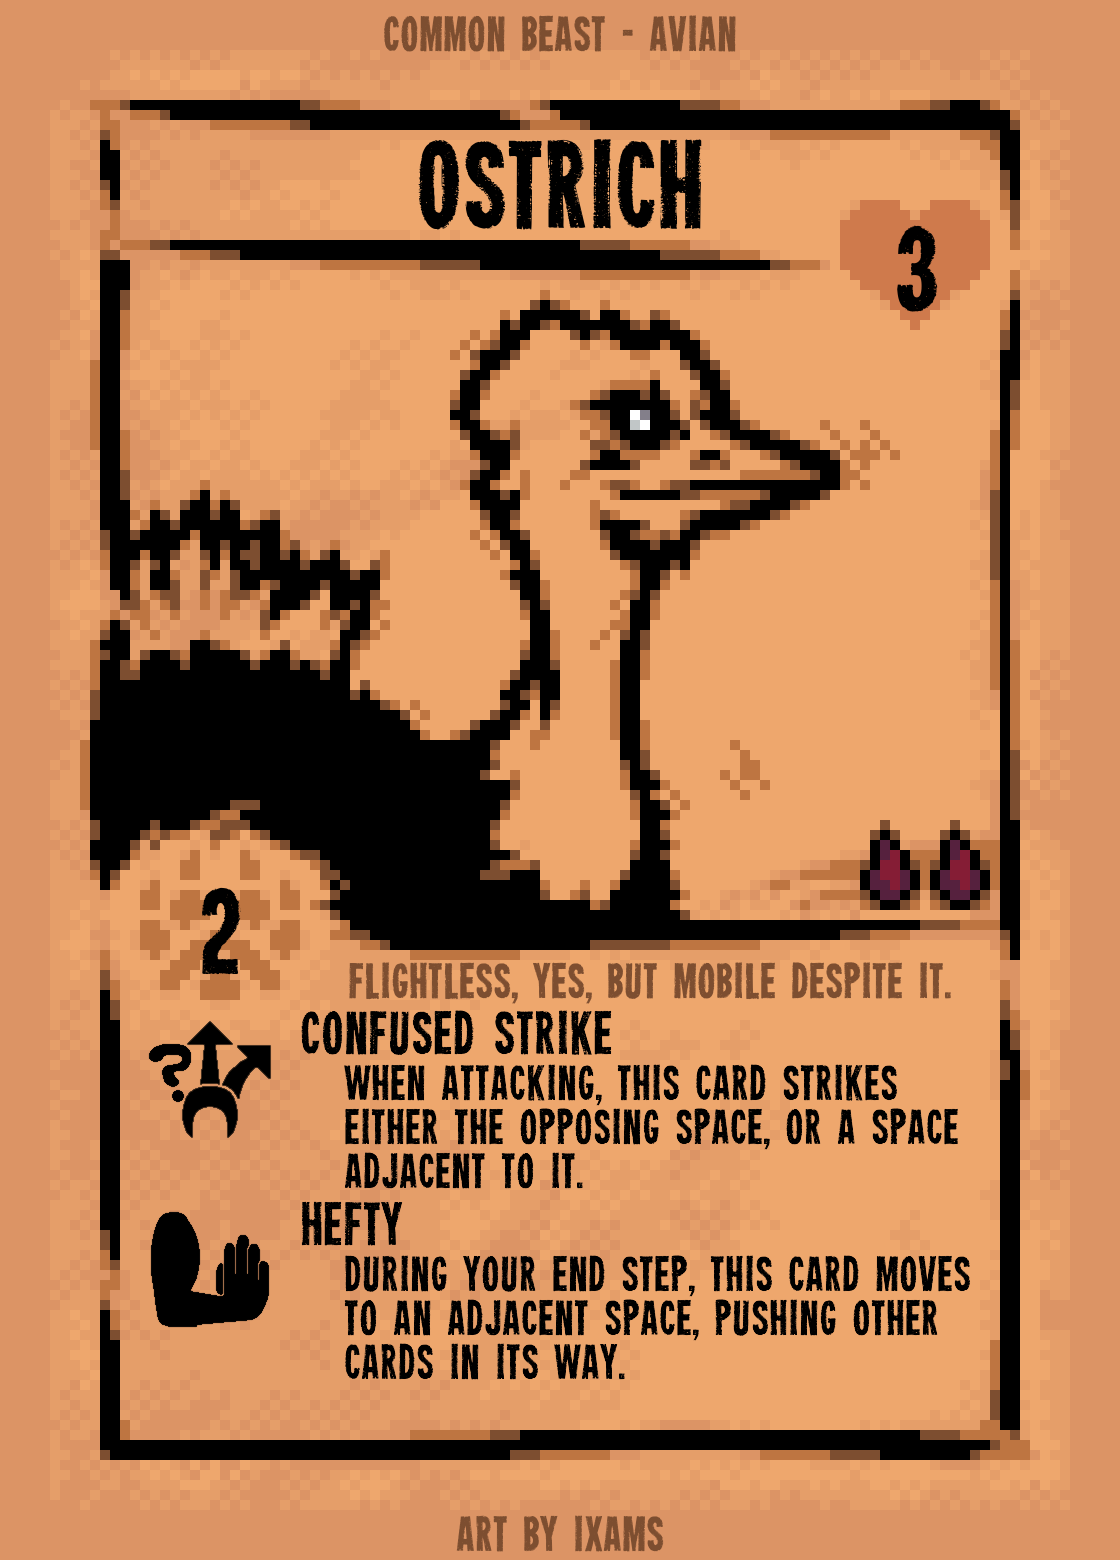 COMMON BEAST - AVIAN
OSTRICH
3
2
FLIGHTLESS, YES, BUT MOBILE DESPITE IT.
CONFUSED STRIKE
?
WHEN ATTACKING, THIS CARD STRIKES
EITHER THE OPPOSING SPACE, OR A SPACE
ADJACENT TO IT.
HEFTY
DURING YOUR END STEP, THIS CARD MOVES
TO AN ADJACENT SPACE, PUSHING OTHER
CARDS IN ITS WAY.
ART BY IXAMS